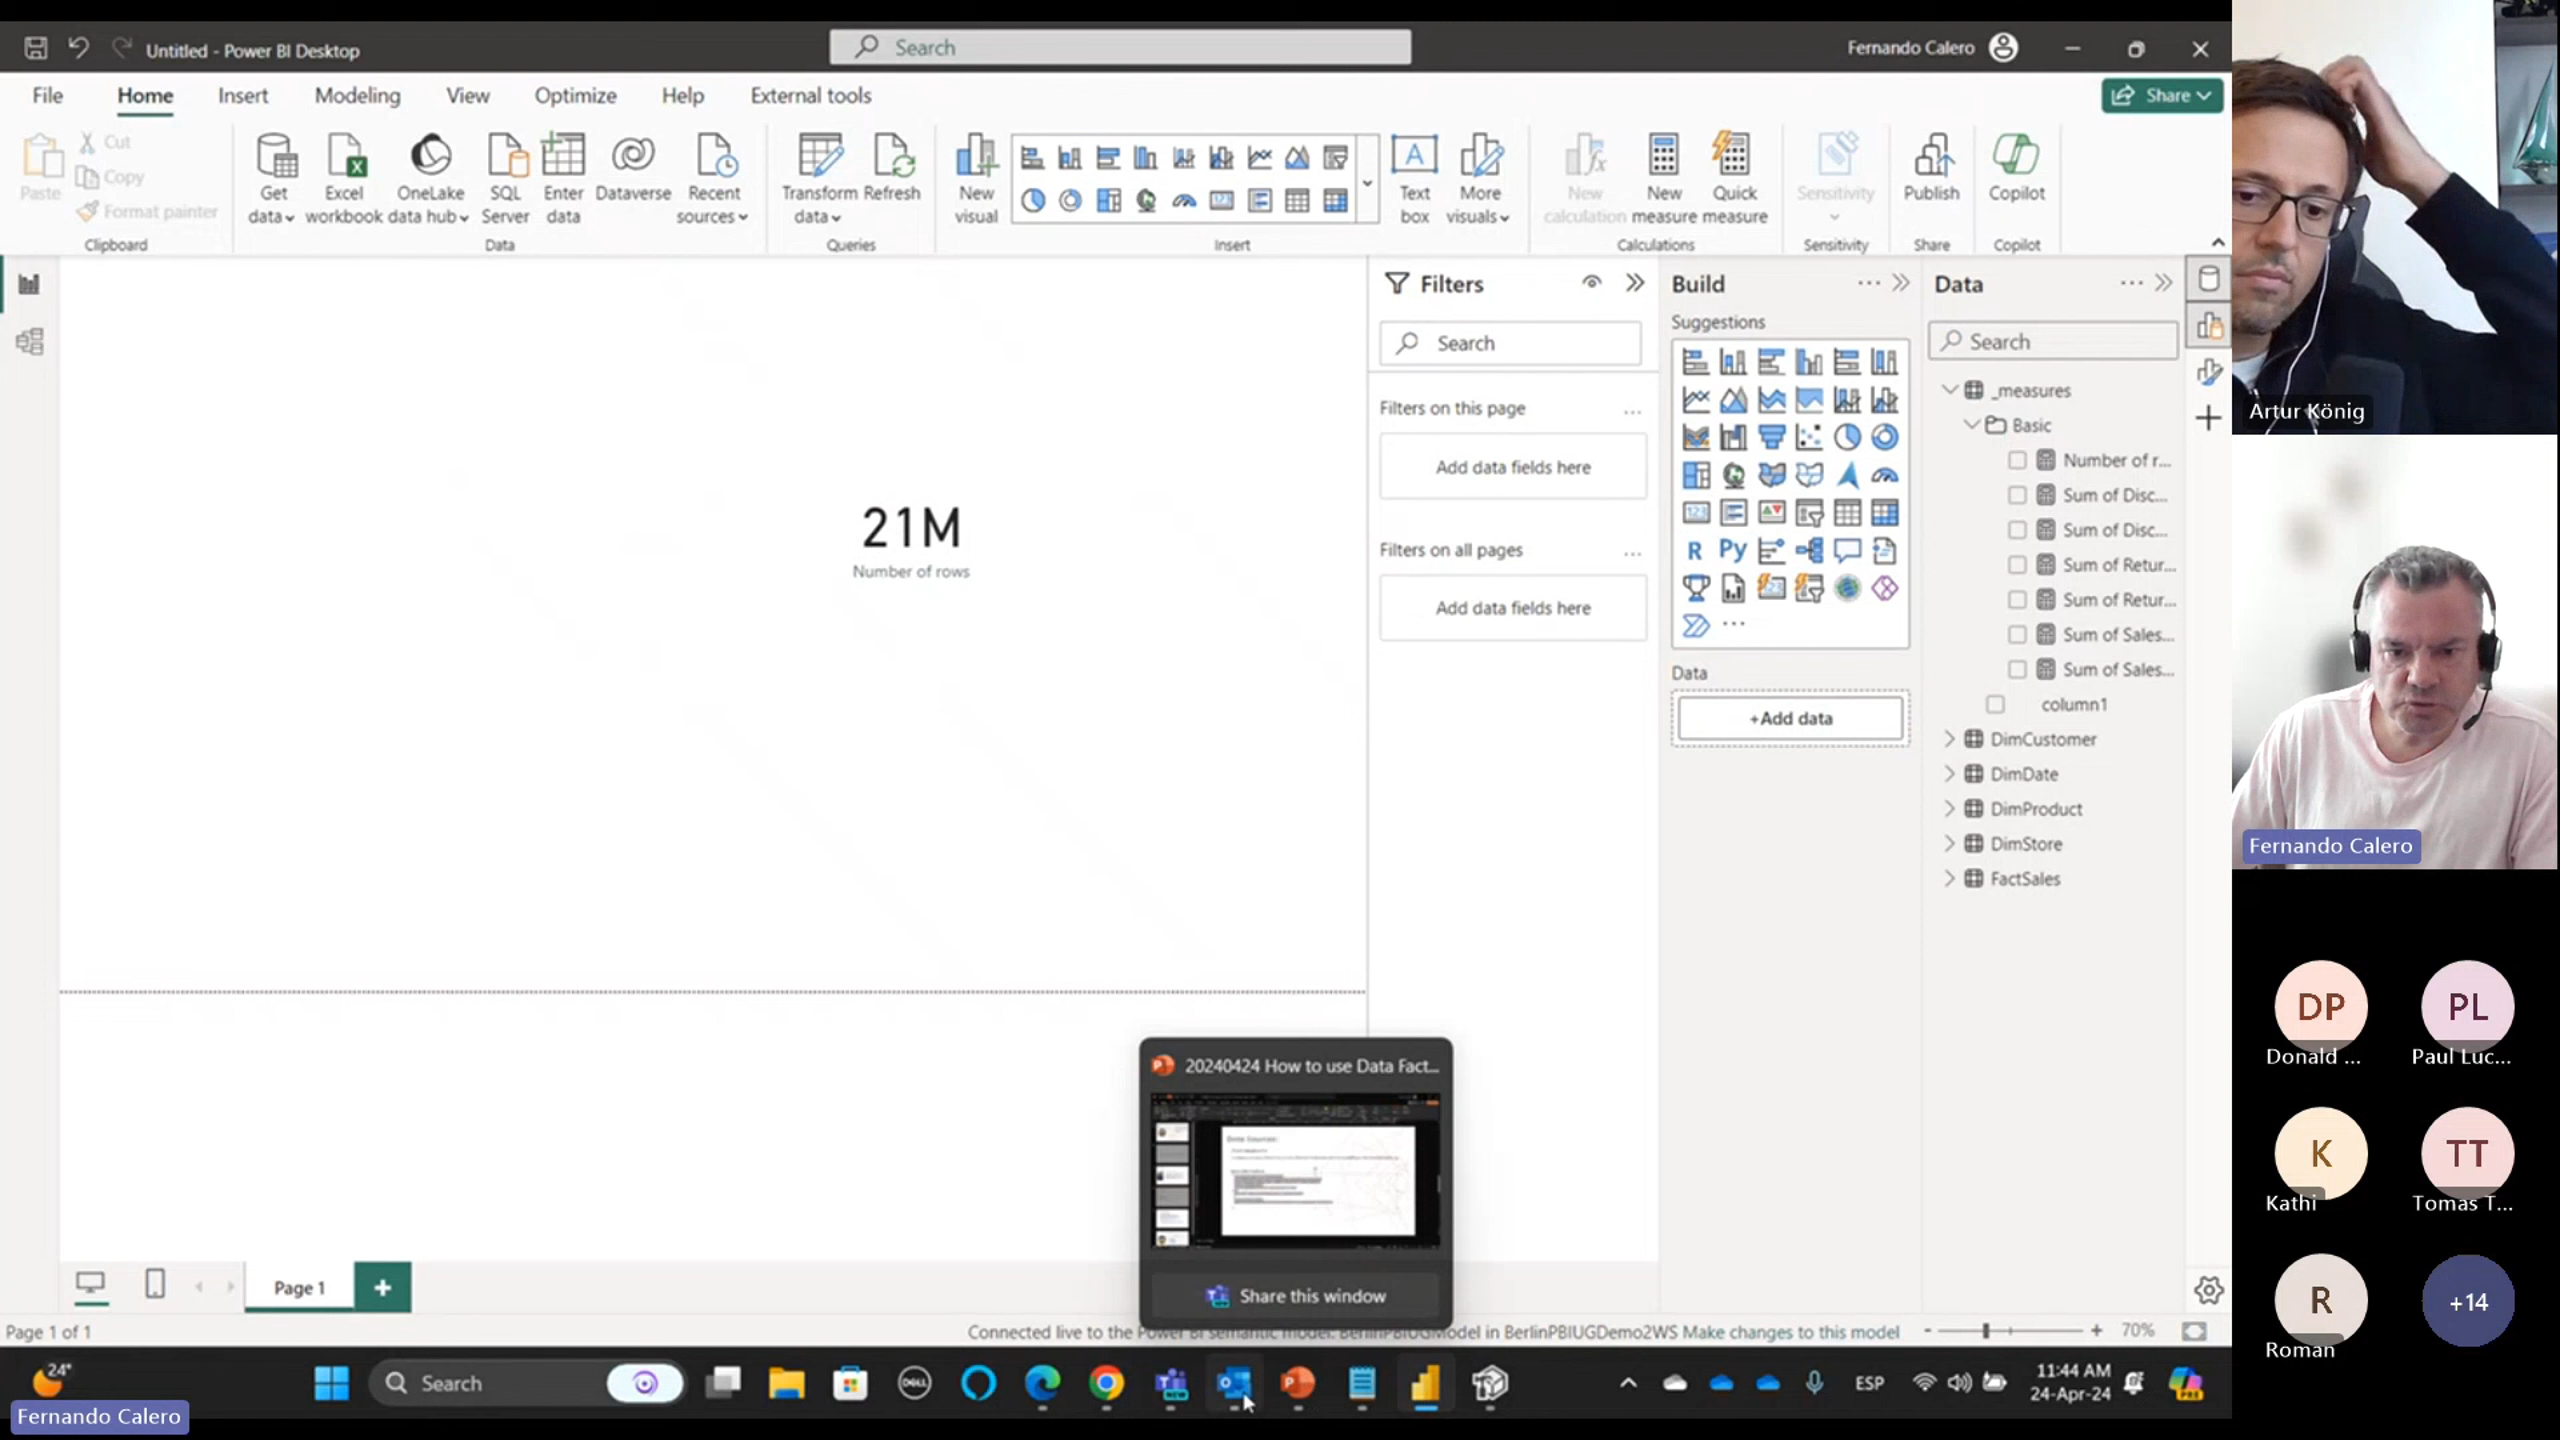 Untitled - Power BI Desktop
Search
Fernando Calero
File
Home
Insert
Modeling
View
Optimize
Help
External tools
Share
Paste
Cut
Copy
Format painter
Clipboard
Get data
Excel workbook
OneLake data hub
SQL Server
Enter data
Dataverse
Recent sources
Data
Transform data
Refresh
Queries
New visual
Insert
Text box
More visuals
New calculation
New measure
Quick measure
Calculations
Sensitivity
Sensitivity
Publish
Share
Copilot
Copilot
21M
Number of rows
Filters
Search
Filters on this page
...
Add data fields here
Filters on all pages
...
Add data fields here
Build
Suggestions
R
Py
...
Data
+Add data
Data
Search
_measures
Basic
Number of r...
Sum of Disc...
Sum of Disc...
Sum of Retur...
Sum of Retur...
Sum of Sales...
Sum of Sales...
column1
DimCustomer
DimDate
DimProduct
DimStore
FactSales
20240424 How to use Data Fact...
Share this window
Page 1
Page 1 of 1
Connected live to the Power BI semantic model: BerlinPBIUGModel in BerlinPBIUGDemo2WS Make changes to this model
70%
24°
Search
DELL
ESP
11:44 AM
24-Apr-24
Fernando Calero
Artur König
Fernando Calero
DP
Donald ...
PL
Paul Luc...
K
Kathi
TT
Tomas T...
R
Roman
+14